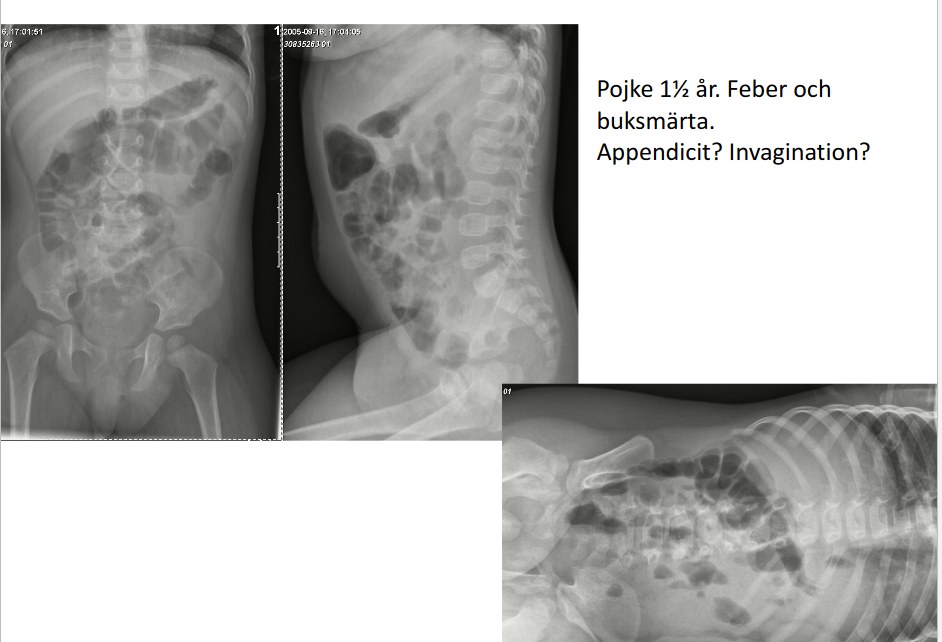 6, 17:01:51
01
1
2005-09-16, 17:04:05
30835263 01
Pojke 1½ år. Feber och
buksmärta.
Appendicit? Invagination?
01